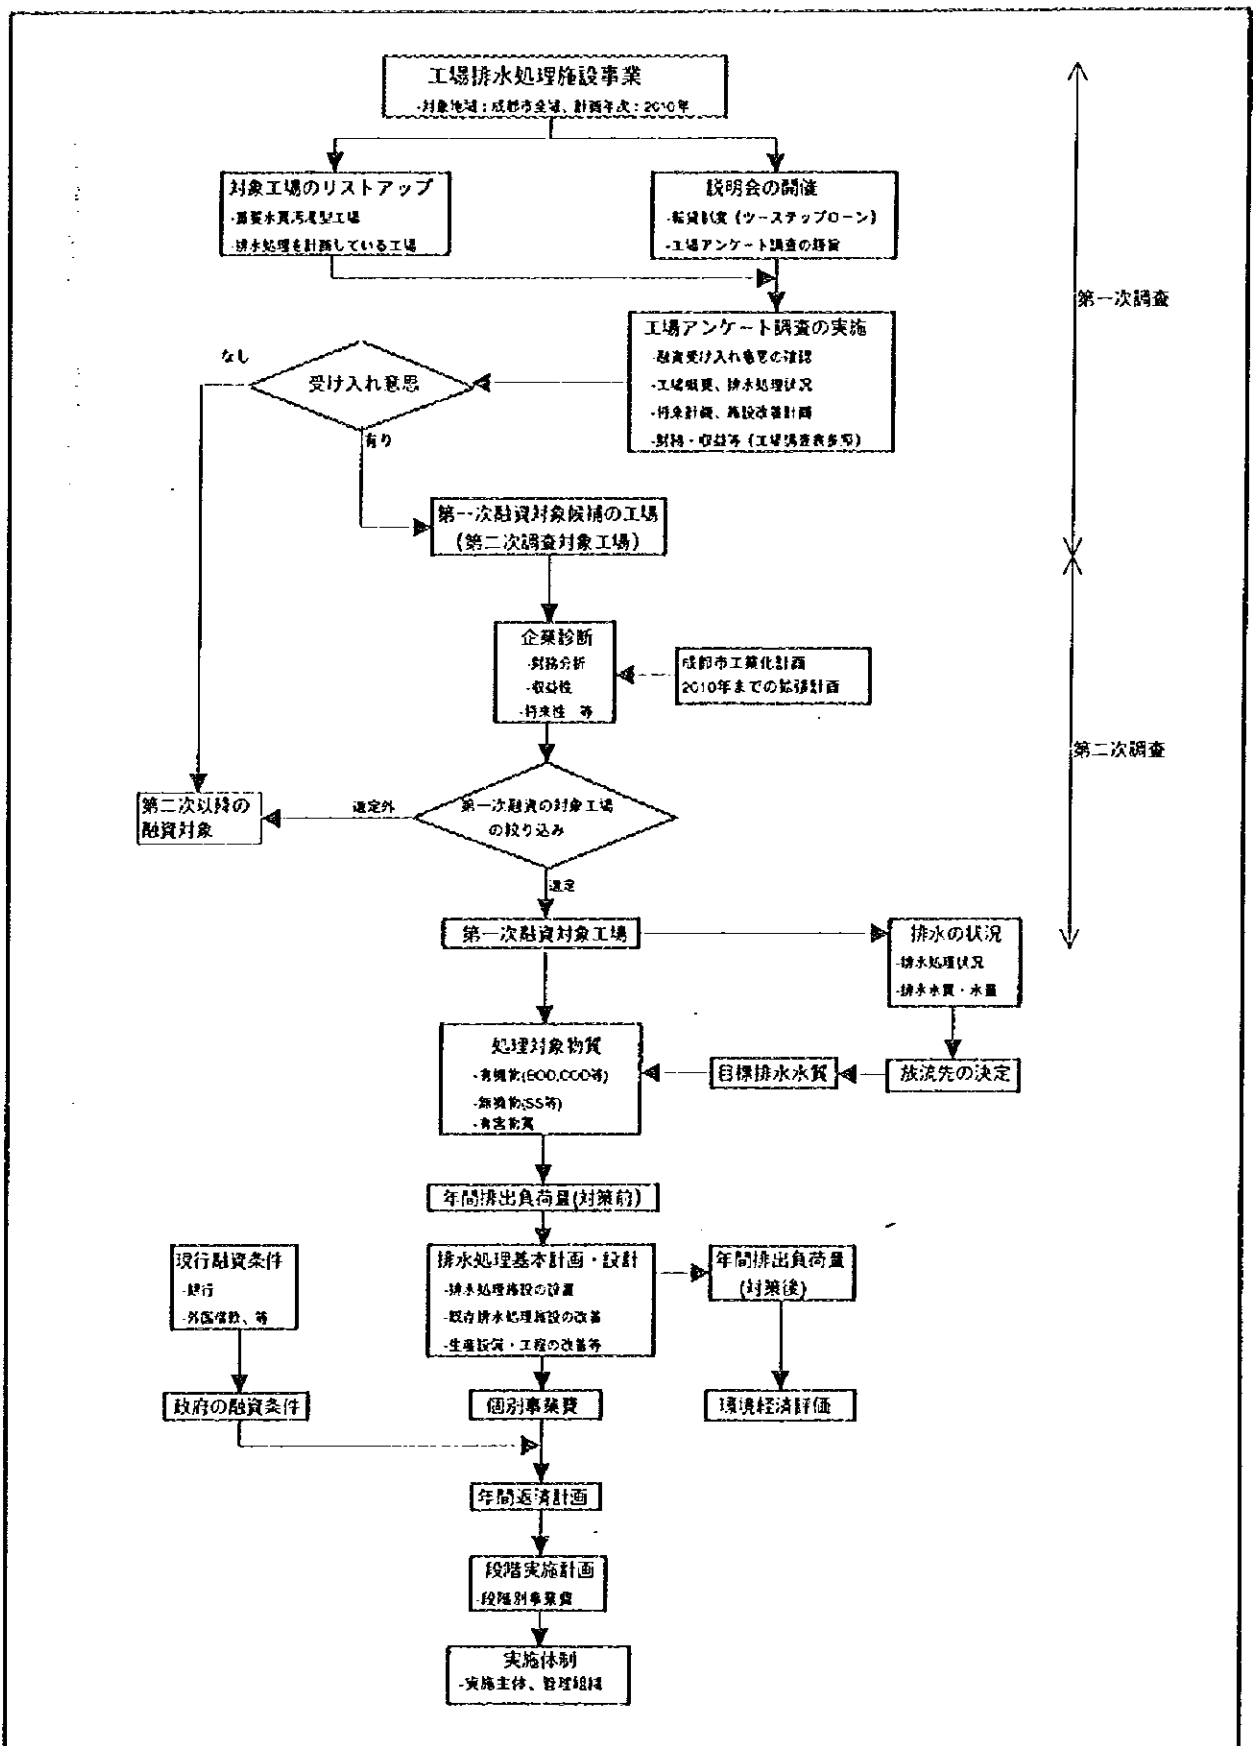 工場排水処理施設事業
-対象地域：成都市全域、計画年次：2010年
対象工場のリストアップ
-重要水質汚濁型工場
-排水処理を計画している工場
説明会の開催
-転貸制度（ツーステップローン）
-工場アンケート調査の趣旨
第一次調査
工場アンケート調査の実施
-融資受け入れ意思の確認
-工場概要、排水処理状況
-将来計画、施設改善計画
-財務・収益等（工場調査表参照）
なし
受け入れ意思
有り
第一次融資対象候補の工場
（第二次調査対象工場）
企業診断
-財務分析
-収益性
-将来性　等
成都市工業化計画
2010年までの拡張計画
第二次調査
第二次以降の
融資対象
選定外
第一次融資の対象工場
の絞り込み
選定
第一次融資対象工場
排水の状況
-排水処理状況
-排水水質・水量
処理対象物質
-有機物(BOD,COD等)
-無機物(SS等)
-有害物質
目標排水水質
放流先の決定
年間排出負荷量(対策前)
現行融資条件
-銀行
-外国借款、等
排水処理基本計画・設計
-排水処理施設の設置
-既存排水処理施設の改善
-生産設備・工程の改善等
年間排出負荷量
(対策後)
政府の融資条件
個別事業費
環境経済評価
年間返済計画
段階実施計画
-段階別事業費
実施体制
-実施主体、管理組織